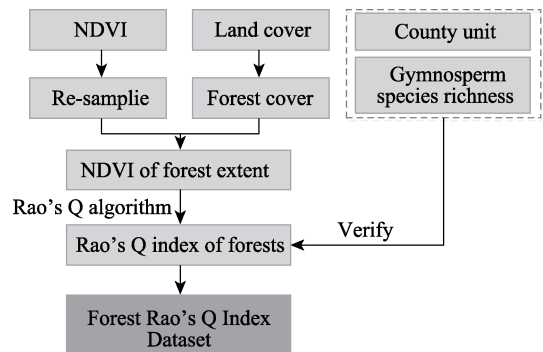 NDVI
Land cover
County unit
Re-samplie
Forest cover
Gymnosperm
species richness
NDVI of forest extent
Rao's Q algorithm
Verify
Rao's Q index of forests
Forest Rao's Q Index
Dataset